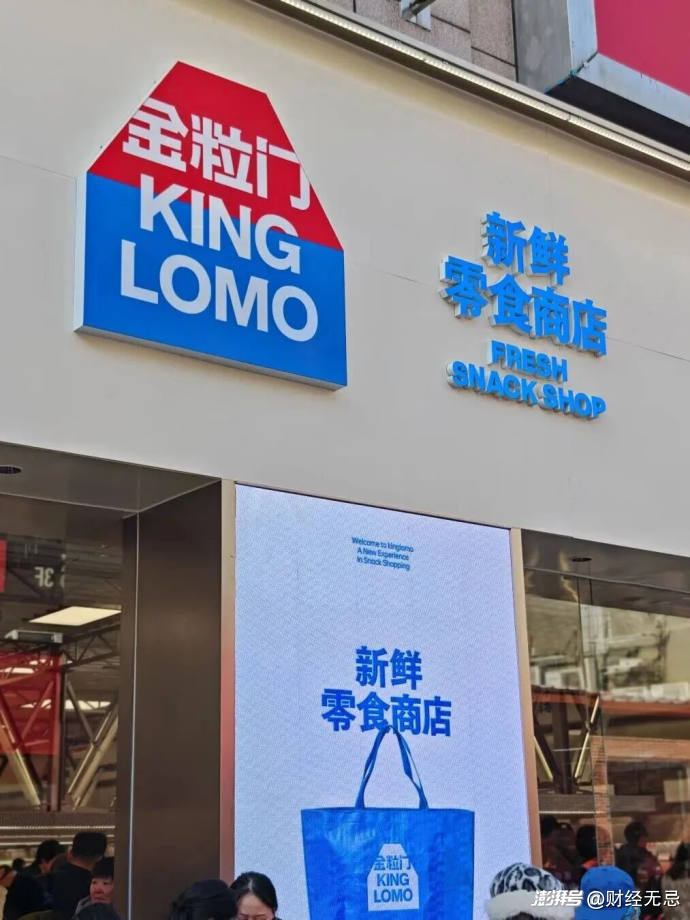 金粒门
KING
LOMO
新鲜
零食商店
FRESH
SNACK SHOP
Welcome to kinglomo
A New Experience
In Snack Shopping
新鲜
零食商店
金粒门
KING
LOMO
3F
澎湃号@财经无忌